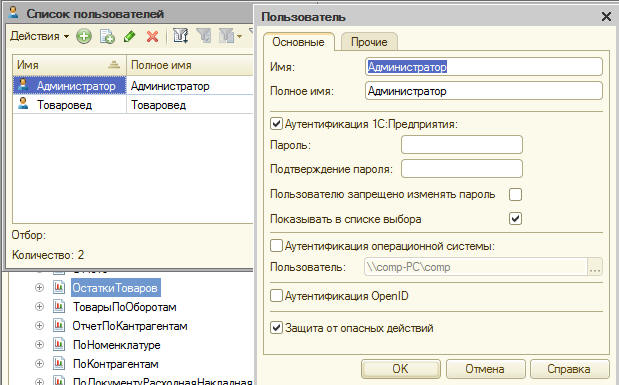 Список пользователей
Действия
Имя Полное имя
Администратор Администратор
Товаровед Товаровед
Отбор:
Количество: 2
ОстаткиТоваров
ТоварыПоОборотам
ОтчетПоКантрагентам
ПоНоменклатуре
ПоКонтрагентам
ПоДокументуРасходнаяНакладная
Пользователь
Основные Прочие
Имя: Администратор
Полное имя: Администратор
Аутентификация 1С:Предприятия:
Пароль:
Подтверждение пароля:
Пользователю запрещено изменять пароль
Показывать в списке выбора
Аутентификация операционной системы:
Пользователь: \\comp-PC\comp ...
Аутентификация OpenID
Защита от опасных действий
OK Отмена Справка